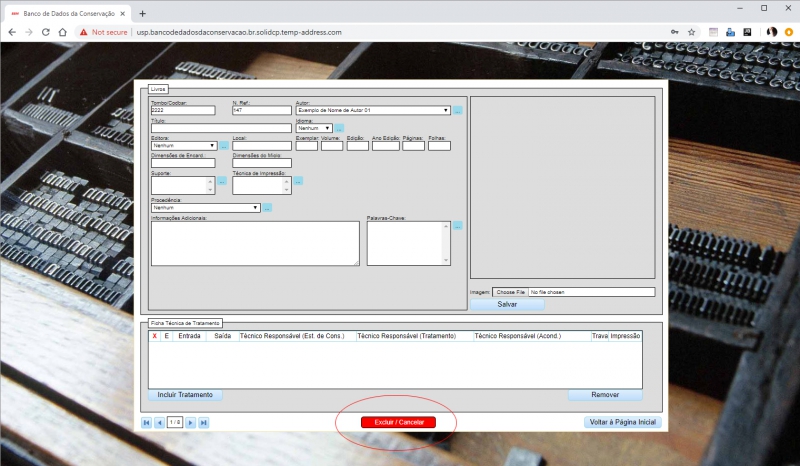 Banco de Dados da Conservação
Not secure | usp.bancodedadosdaconservacao.br.solidcp.temp-address.com
Livros
Tombo/Codbar: N. Ref.: Autor:
2222 147 Exemplo de Nome de Autor 01 ...
Título: Idioma:
Nenhum ...
Editora: Local: Exemplar: Volume: Edição: Ano Edição: Páginas: Folhas:
Nenhum ...
Dimensões de Encard.: Dimensões do Miolo:
Suporte: Técnica de Impressão:
... ...
Procedência:
Nenhum ...
Informações Adicionais: Palavras-Chave:
...
Imagem: Choose File No file chosen
Salvar
Ficha Técnica de Tratamento
X E Entrada Saída Técnico Responsável (Est. de Cons.) Técnico Responsável (Tratamento) Técnico Responsável (Acond.) Trava Impressão
Incluir Tratamento Remover
1 / 8 Excluir / Cancelar Voltar à Página Inicial